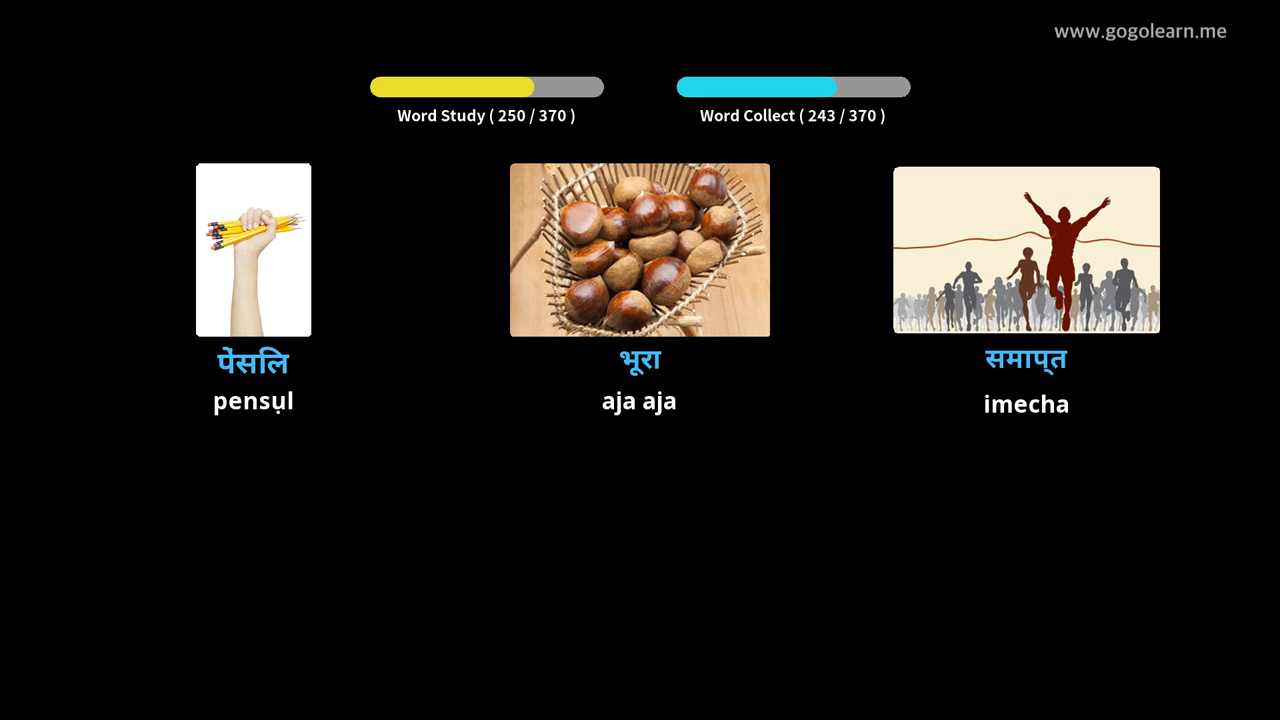 www.gogolearn.me
Word Study ( 250 / 370 )
Word Collect ( 243 / 370 )
पेंसलि
pensụl
भूरा
aja aja
समाप्त
imecha